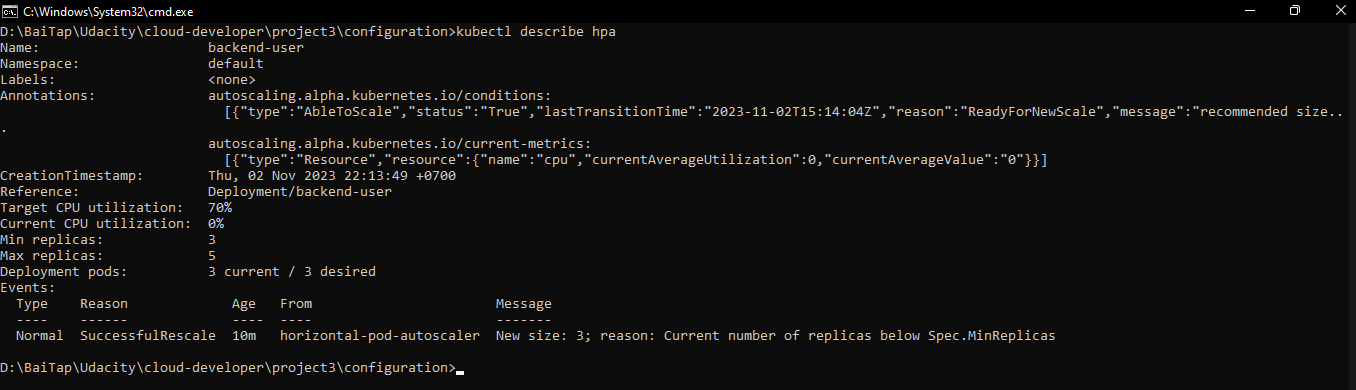 C:\Windows\System32\cmd.exe
D:\BaiTap\Udacity\cloud-developer\project3\configuration>kubectl describe hpa
Name:                     backend-user
Namespace:                default
Labels:                   <none>
Annotations:              autoscaling.alpha.kubernetes.io/conditions:
                            [{"type":"AbleToScale","status":"True","lastTransitionTime":"2023-11-02T15:14:04Z","reason":"ReadyForNewScale","message":"recommended size..
.
                          autoscaling.alpha.kubernetes.io/current-metrics:
                            [{"type":"Resource","resource":{"name":"cpu","currentAverageUtilization":0,"currentAverageValue":"0"}}]
CreationTimestamp:        Thu, 02 Nov 2023 22:13:49 +0700
Reference:                Deployment/backend-user
Target CPU utilization:   70%
Current CPU utilization:  0%
Min replicas:             3
Max replicas:             5
Deployment pods:          3 current / 3 desired
Events:
  Type    Reason             Age   From                       Message
  ----    ------             ----  ----                       -------
  Normal  SuccessfulRescale  10m   horizontal-pod-autoscaler  New size: 3; reason: Current number of replicas below Spec.MinReplicas
D:\BaiTap\Udacity\cloud-developer\project3\configuration>